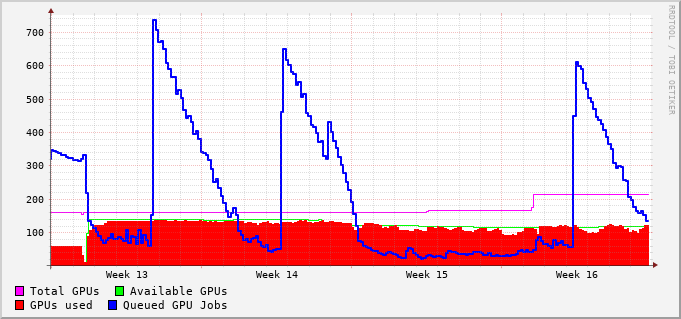 700
600
500
400
300
200
100
Week 13 Week 14 Week 15 Week 16
Total GPUs Available GPUs
GPUs used Queued GPU Jobs
RRDTOOL / TOBI OETIKER